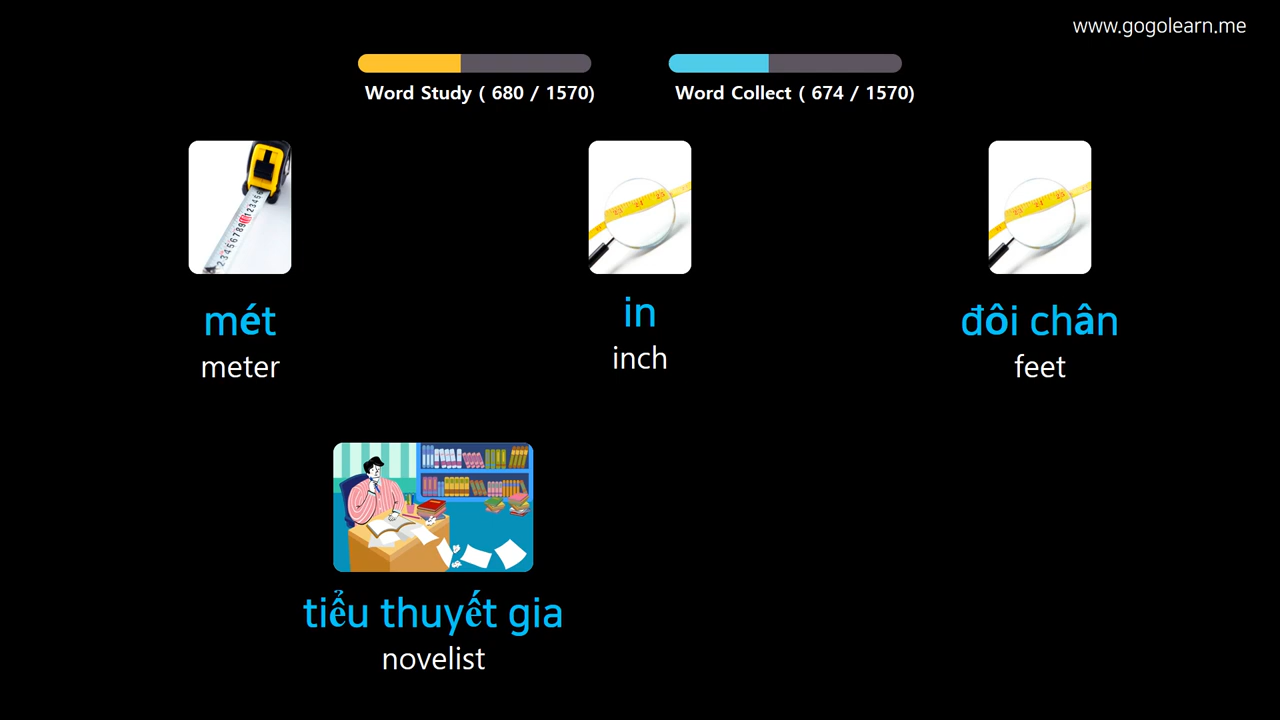 www.gogolearn.me
Word Study ( 680 / 1570)
Word Collect ( 674 / 1570)
mét
meter
in
inch
đôi chân
feet
tiểu thuyết gia
novelist